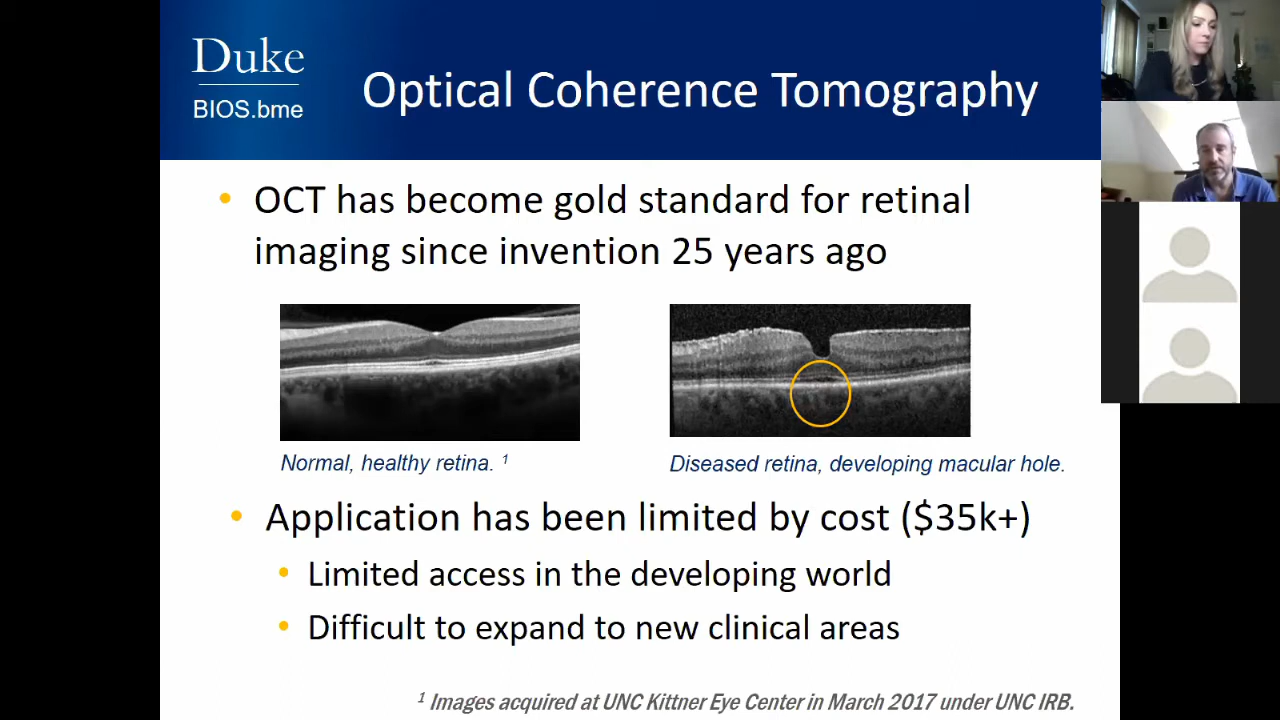 Duke
BIOS.bme
Optical Coherence Tomography
• OCT has become gold standard for retinal
imaging since invention 25 years ago
Normal, healthy retina. ¹
Diseased retina, developing macular hole.
• Application has been limited by cost ($35k+)
• Limited access in the developing world
• Difficult to expand to new clinical areas
¹ Images acquired at UNC Kittner Eye Center in March 2017 under UNC IRB.